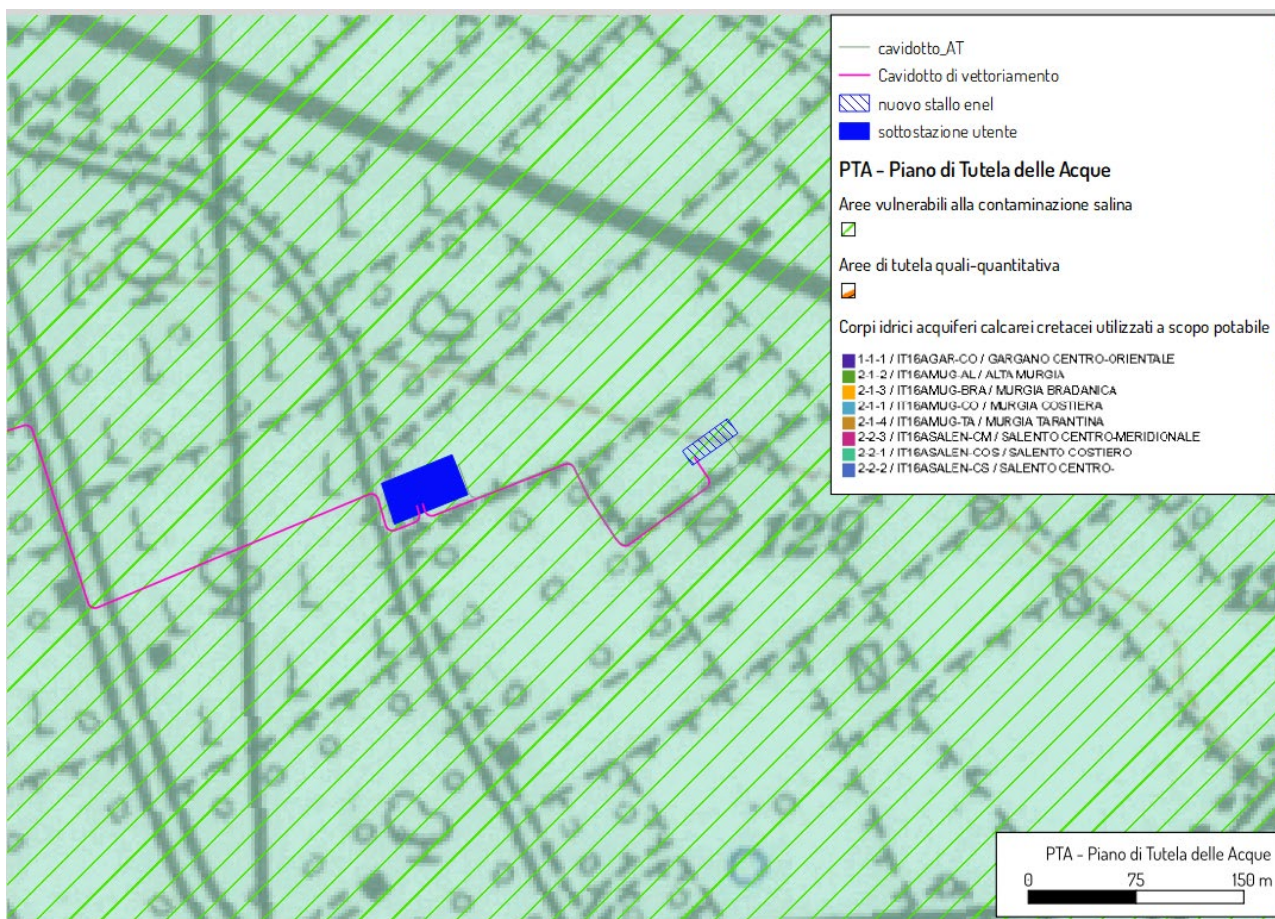 cavidotto_AT
Cavidotto di vettoriamento
nuovo stallo enel
sottostazione utente
PTA - Piano di Tutela delle Acque
Aree vulnerabili alla contaminazione salina
Aree di tutela quali-quantitativa
Corpi idrici acquiferi calcarei cretacei utilizzati a scopo potabile
1-1-1 / IT16AGAR-CO / GARGANO CENTRO-ORIENTALE
2-1-2 / IT16AMUG-AL / ALTA MURGIA
2-1-3 / IT16AMUG-BRA / MURGIA BRADANICA
2-1-1 / IT16AMUG-CO / MURGIA COSTIERA
2-1-4 / IT16AMUG-TA / MURGIA TARANTINA
2-2-3 / IT16ASALEN-CM / SALENTO CENTRO-MERIDIONALE
2-2-1 / IT16ASALEN-COS / SALENTO COSTIERO
2-2-2 / IT16ASALEN-CS / SALENTO CENTRO-
PTA - Piano di Tutela delle Acque
0 75 150 m